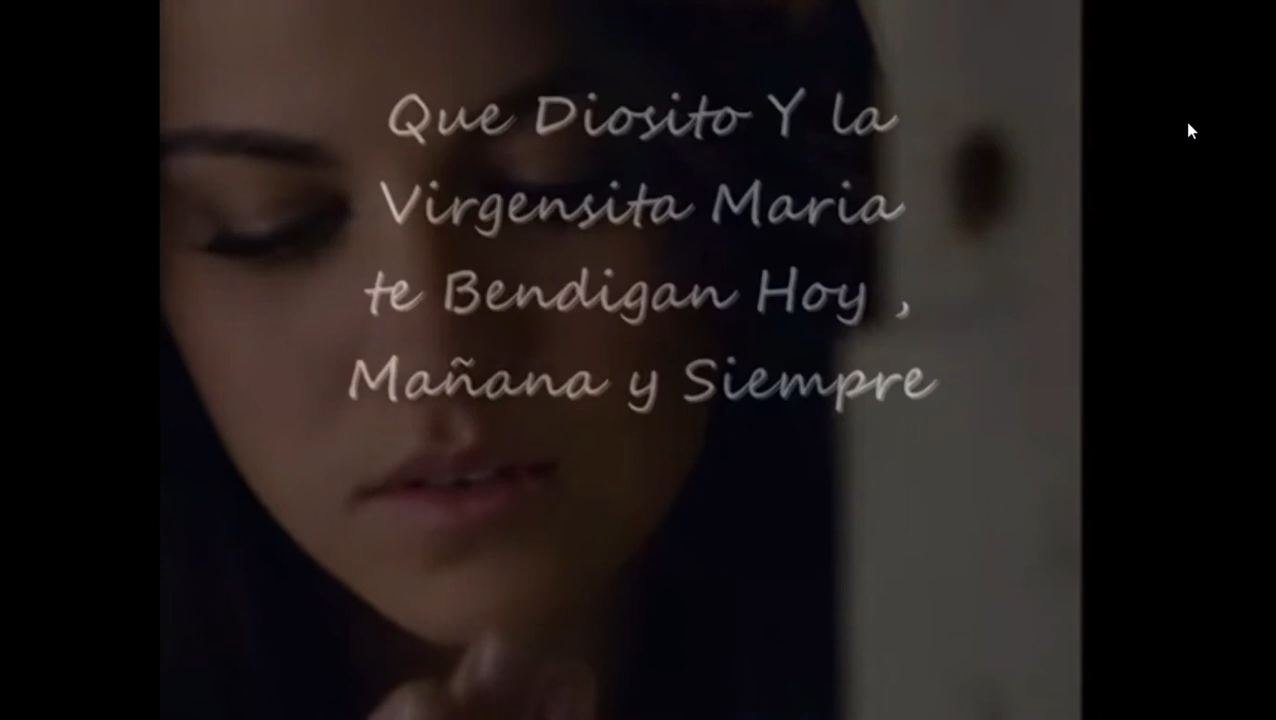 Que Diosito Y la
Virgensita Maria
te Bendigan Hoy ,
Mañana y Siempre